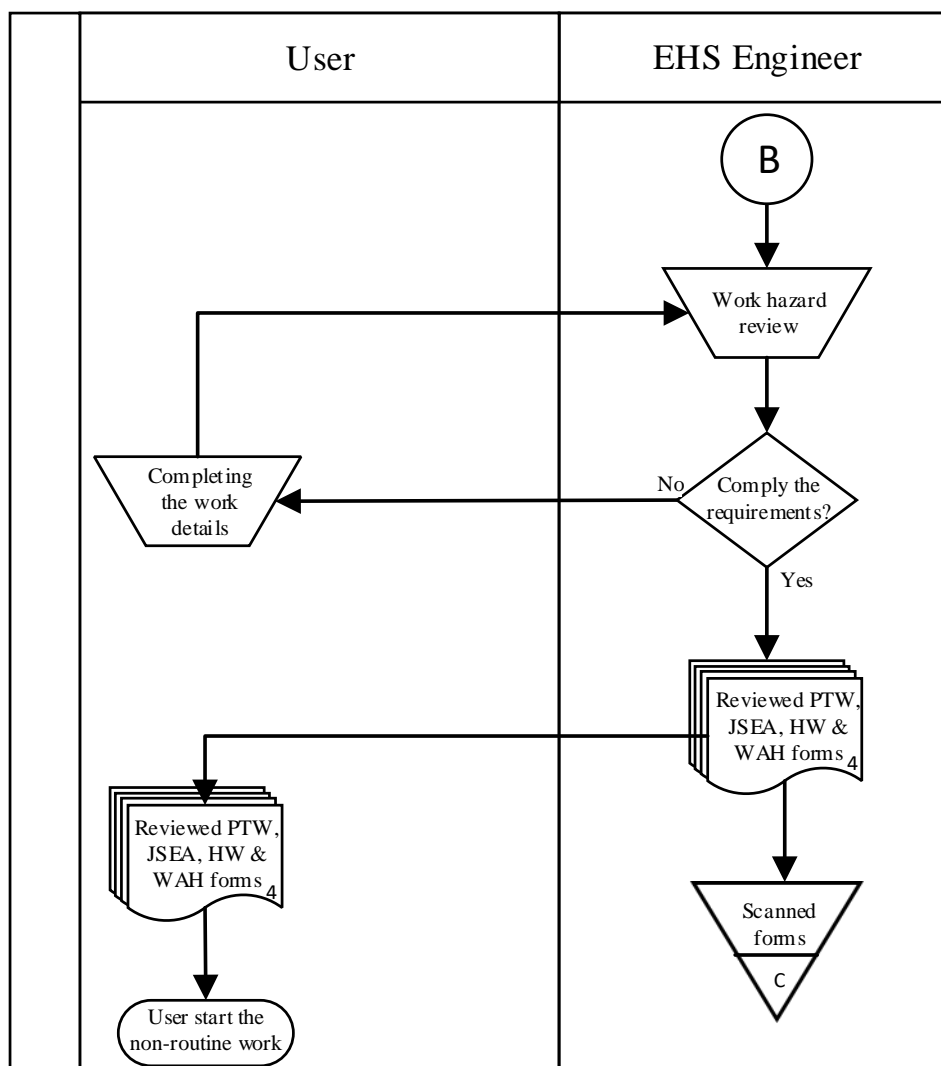 User
EHS Engineer
B
Work hazard
review
Completing
the work
details
No
Comply the
requirements?
Yes
Reviewed PTW,
JSEA, HW &
WAH forms 4
Reviewed PTW,
JSEA, HW &
WAH forms 4
Scanned
forms
C
User start the
non-routine work